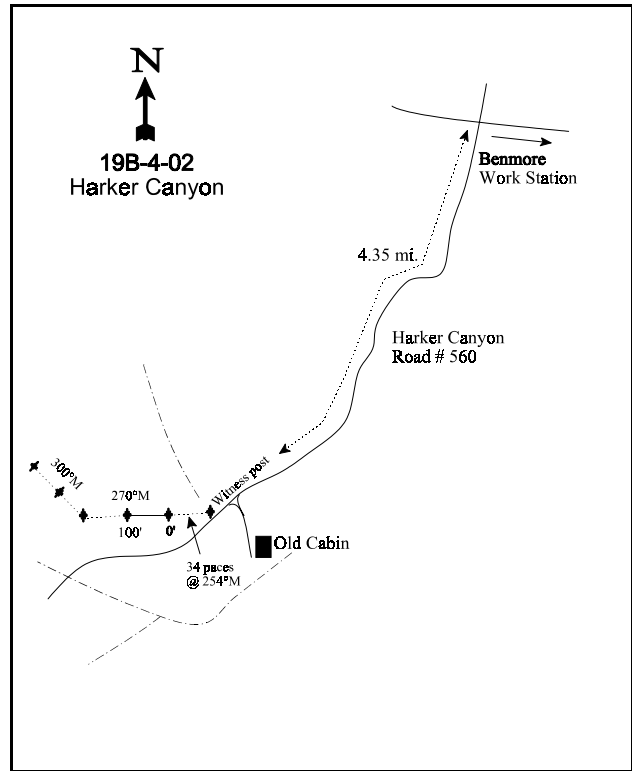 N
19B-4-02
Harker Canyon
Benmore
Work Station
4.35 mi.
Harker Canyon
Road # 560
Witness post
300°M
270°M
100'
0'
Old Cabin
34 paces
@ 254°M